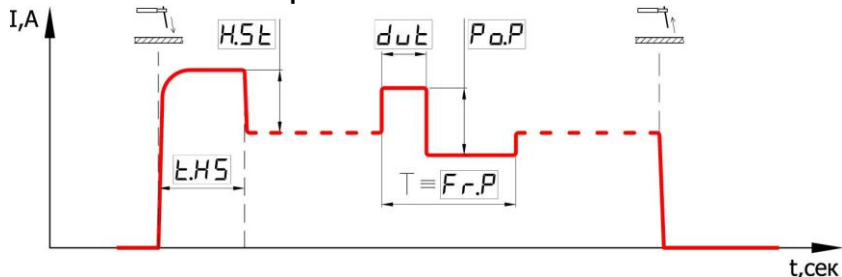 I,A
H.St
dut
Po.P
t.HS
T ≡ Fr.P
t,сек